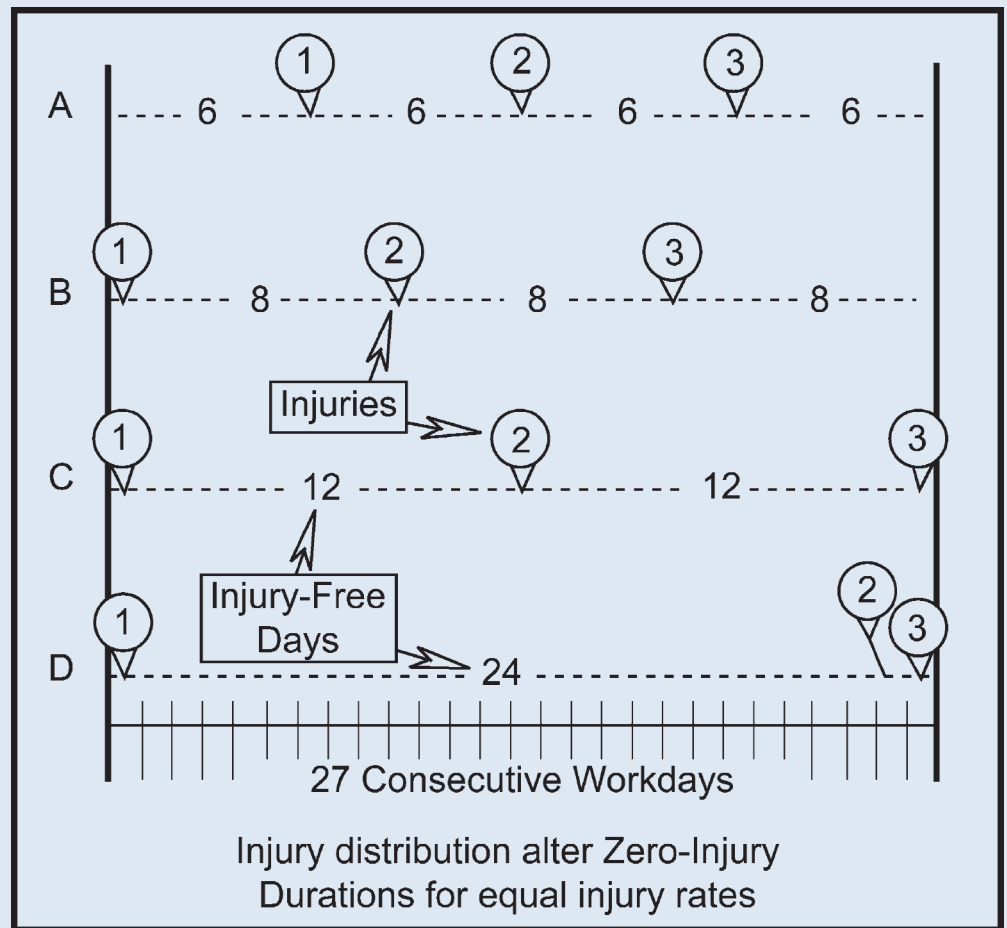 1 2 3
A 6 6 6 6
1 2 3
B 8 8 8
Injuries
1 2 3
C 12 12
Injury-Free
Days
1 2 3
D 24
27 Consecutive Workdays
Injury distribution alter Zero-Injury
Durations for equal injury rates